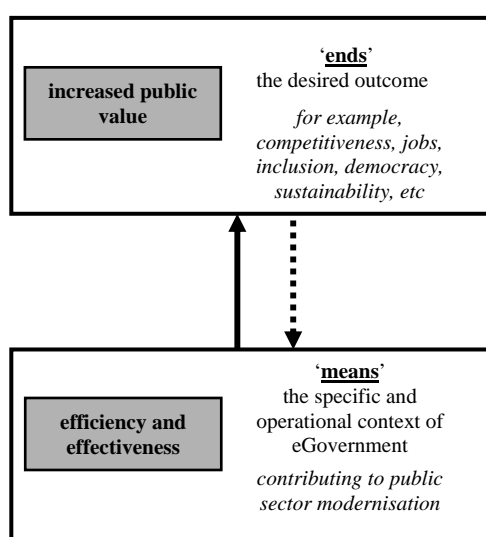 increased public
value
‘ends’
the desired outcome
for example,
competitiveness, jobs,
inclusion, democracy,
sustainability, etc
efficiency and
effectiveness
‘means’
the specific and
operational context of
eGovernment
contributing to public
sector modernisation